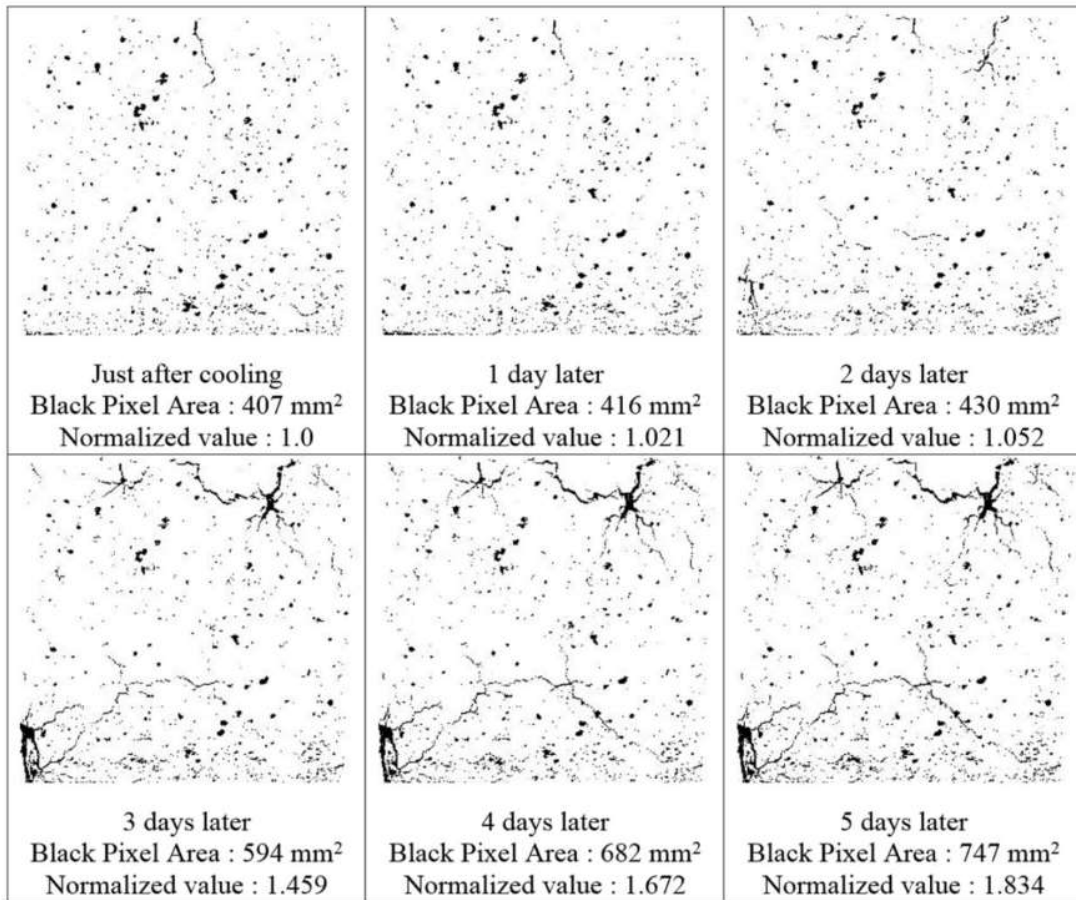 Just after cooling
Black Pixel Area : 407 mm²
Normalized value : 1.0
1 day later
Black Pixel Area : 416 mm²
Normalized value : 1.021
2 days later
Black Pixel Area : 430 mm²
Normalized value : 1.052
3 days later
Black Pixel Area : 594 mm²
Normalized value : 1.459
4 days later
Black Pixel Area : 682 mm²
Normalized value : 1.672
5 days later
Black Pixel Area : 747 mm²
Normalized value : 1.834